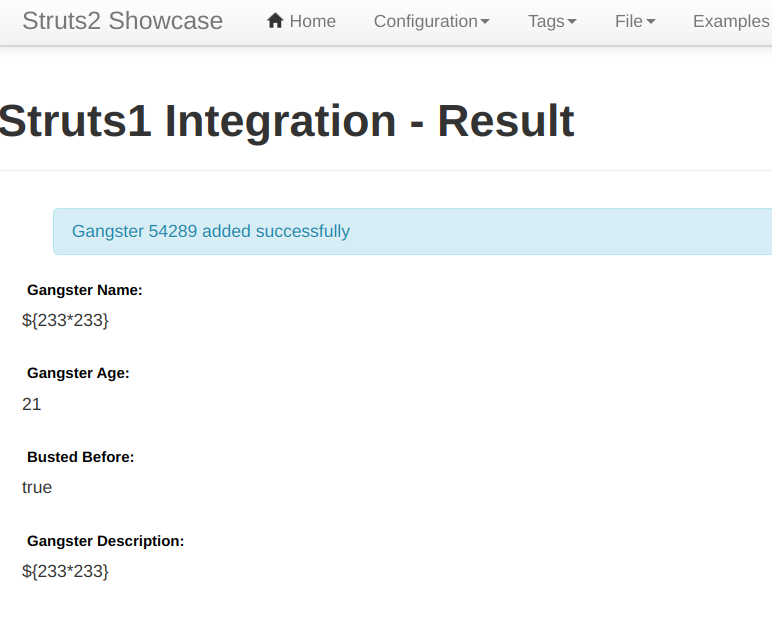 Struts2 Showcase Home Configuration Tags File Examples
Struts1 Integration - Result
Gangster 54289 added successfully
Gangster Name:
${233*233}
Gangster Age:
21
Busted Before:
true
Gangster Description:
${233*233}